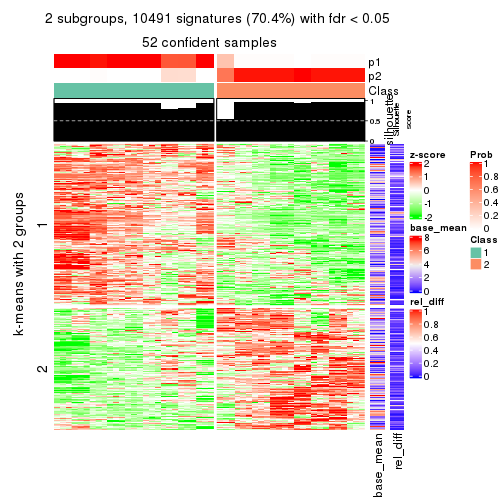 2 subgroups, 10491 signatures (70.4%) with fdr < 0.05
52 confident samples
p1
p2
Class
1
0.5
0
silhouette
Silhouette
score
k-means with 2 groups
1
2
base_mean
rel_diff
z-score
2
1
0
-1
-2
base_mean
8
6
4
2
0
rel_diff
1
0.8
0.6
0.4
0.2
0
Prob
1
0.8
0.6
0.4
0.2
0
Class
1
2